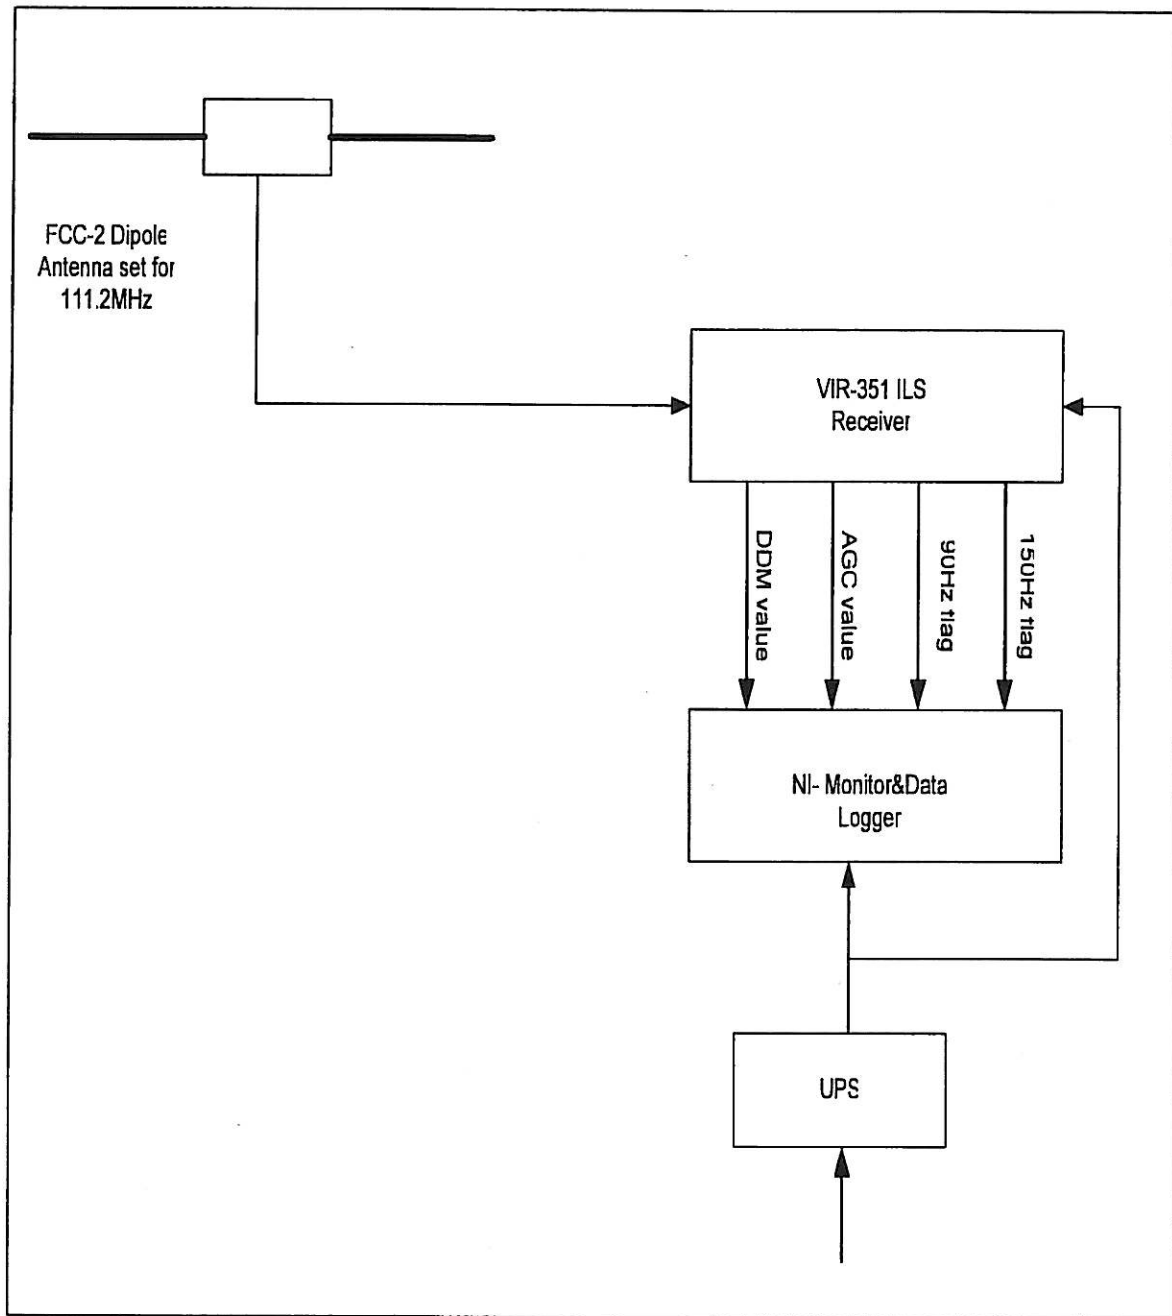 FCC-2 Dipole
Antenna set for
111.2MHz
VIR-351 ILS
Receiver
DDM value
AGC value
90Hz flag
150Hz flag
NI- Monitor&Data
Logger
UPS